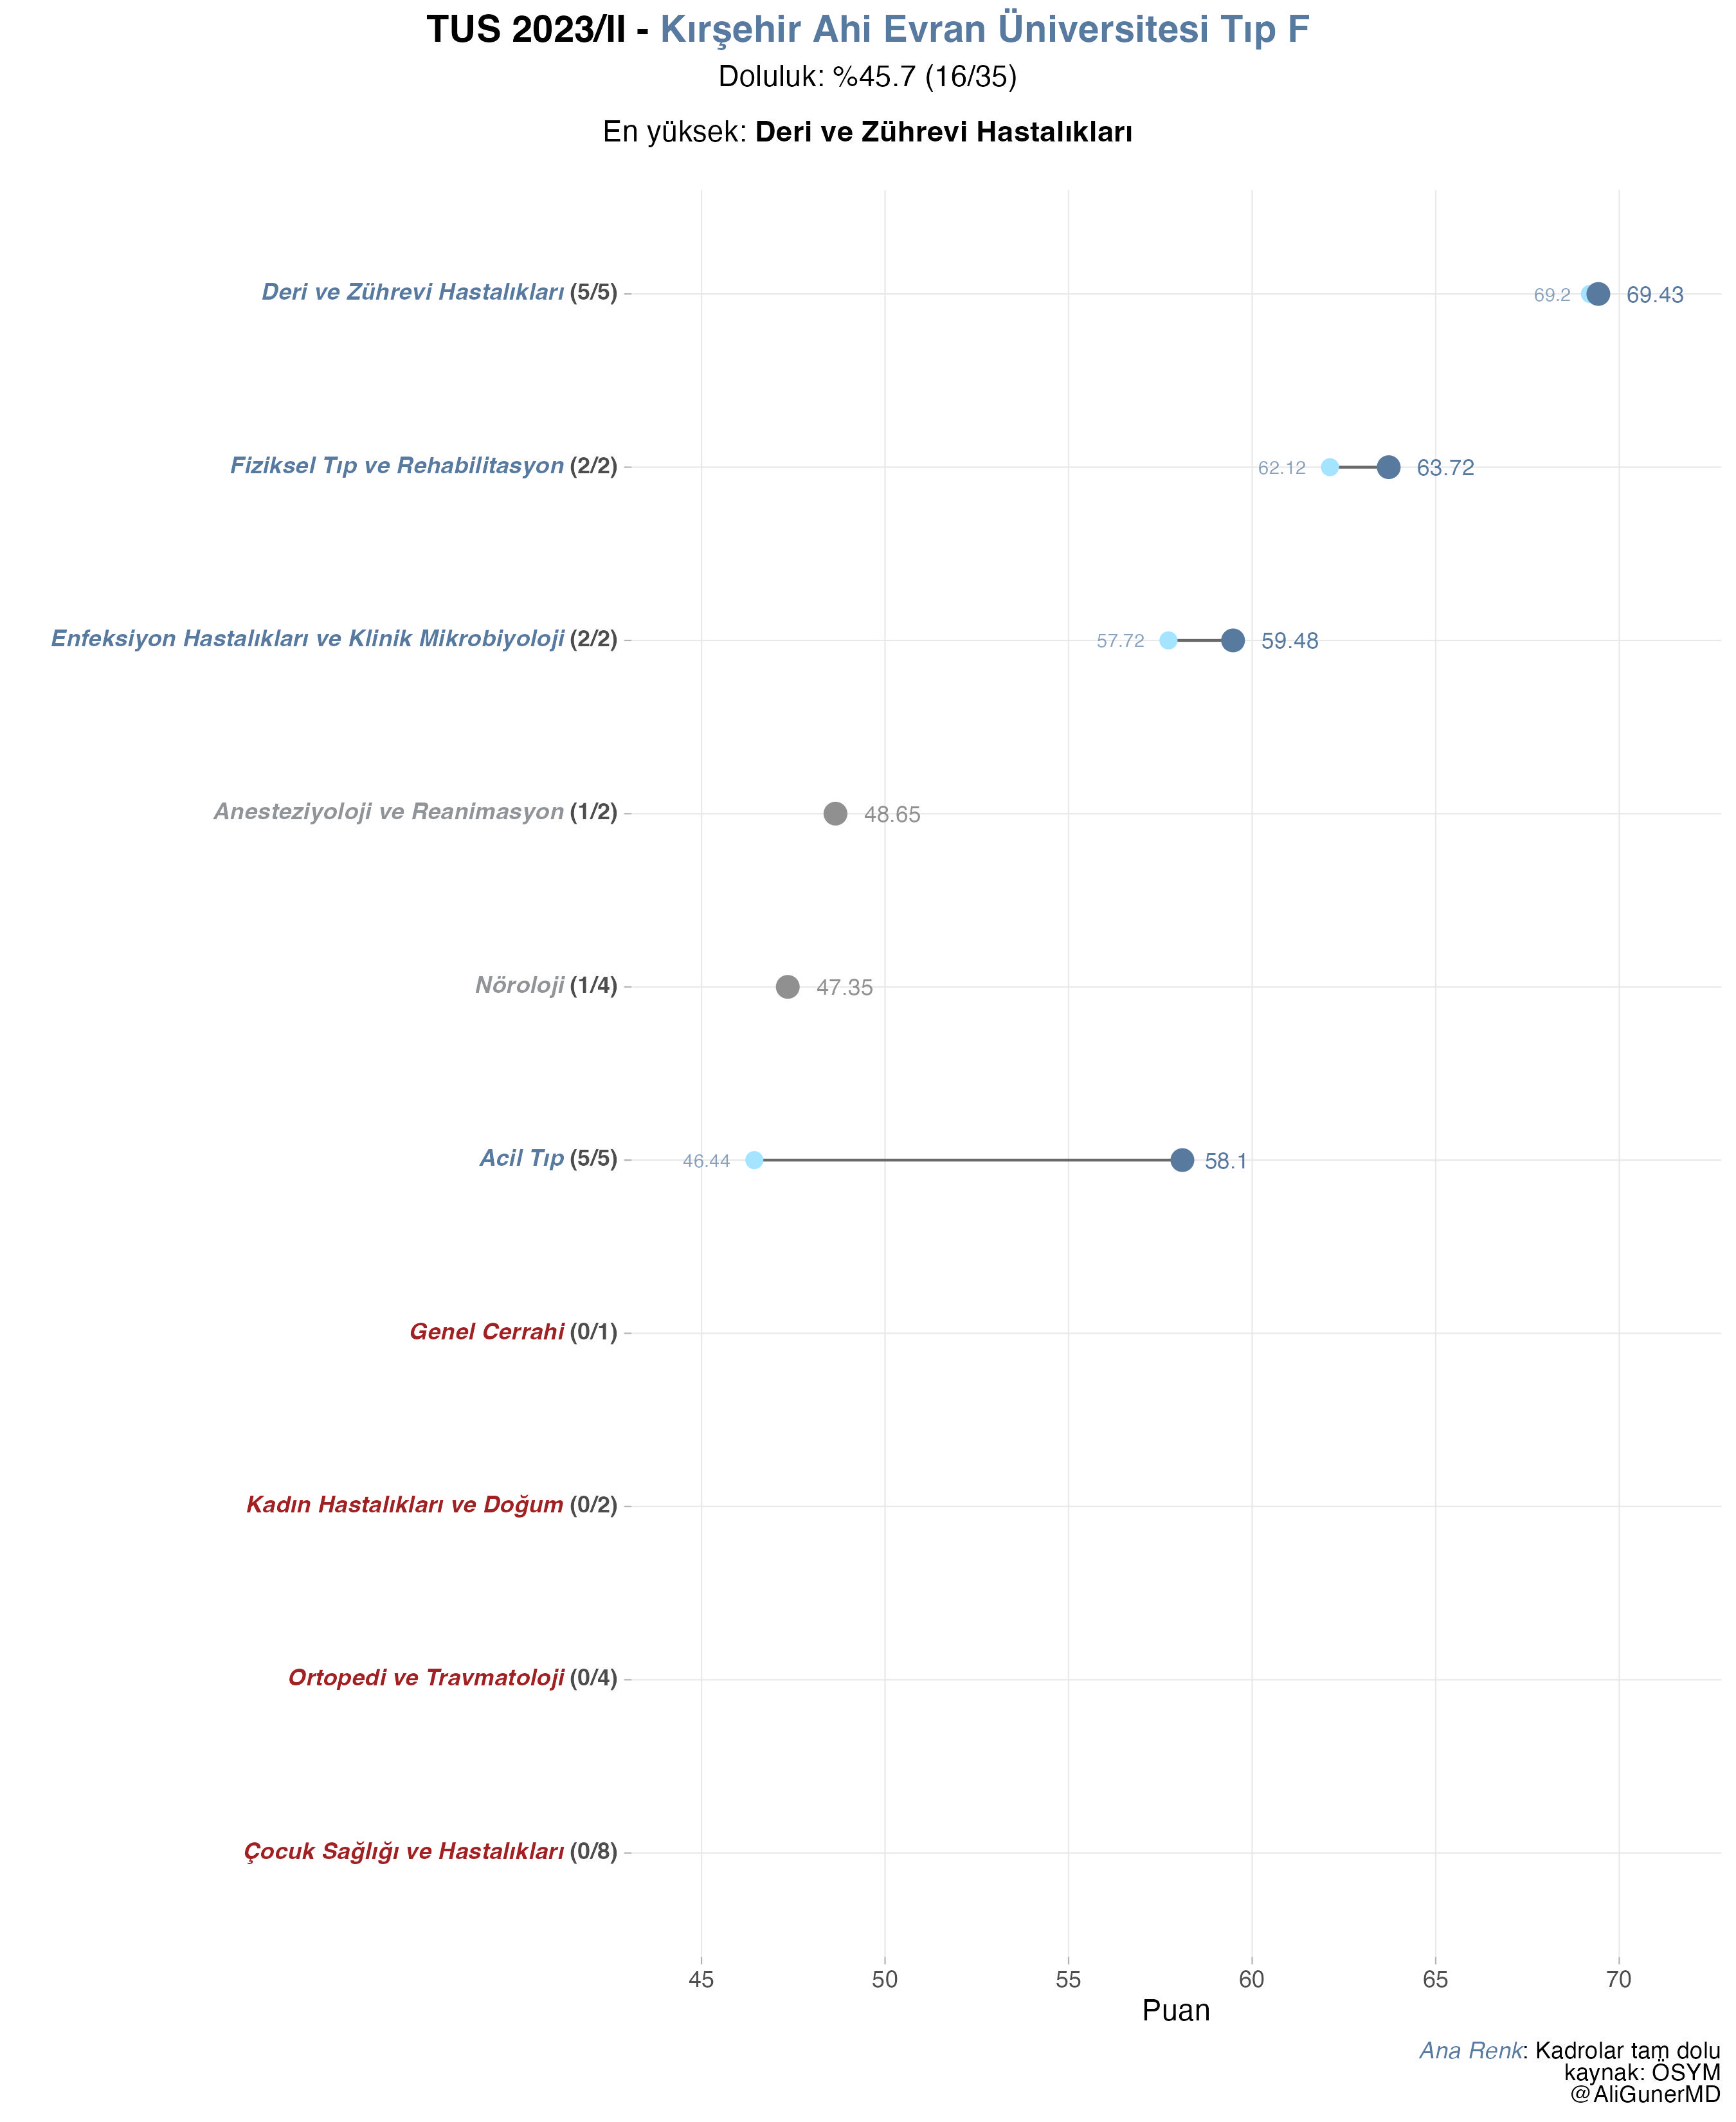 TUS 2023/II - Kırşehir Ahi Evran Üniversitesi Tıp F
Doluluk: %45.7 (16/35)
En yüksek: Deri ve Zührevi Hastalıkları
Deri ve Zührevi Hastalıkları (5/5) 69.2 69.43
Fiziksel Tıp ve Rehabilitasyon (2/2) 62.12 63.72
Enfeksiyon Hastalıkları ve Klinik Mikrobiyoloji (2/2) 57.72 59.48
Anesteziyoloji ve Reanimasyon (1/2) 48.65
Nöroloji (1/4) 47.35
Acil Tıp (5/5) 46.44 58.1
Genel Cerrahi (0/1)
Kadın Hastalıkları ve Doğum (0/2)
Ortopedi ve Travmatoloji (0/4)
Çocuk Sağlığı ve Hastalıkları (0/8)
45 50 55 60 65 70
Puan
Ana Renk: Kadrolar tam dolu
kaynak: ÖSYM
@AliGunerMD